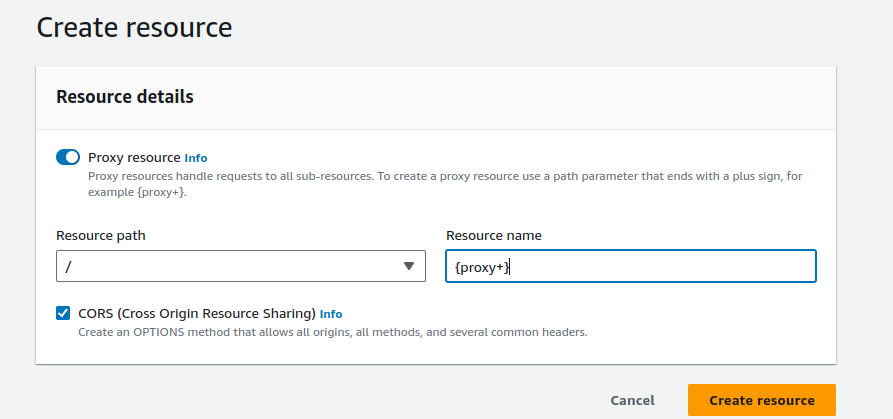 Create resource
Resource details
Proxy resource Info
Proxy resources handle requests to all sub-resources. To create a proxy resource use a path parameter that ends with a plus sign, for
example {proxy+}.
Resource path
Resource name
/
{proxy+}
CORS (Cross Origin Resource Sharing) Info
Create an OPTIONS method that allows all origins, all methods, and several common headers.
Cancel
Create resource